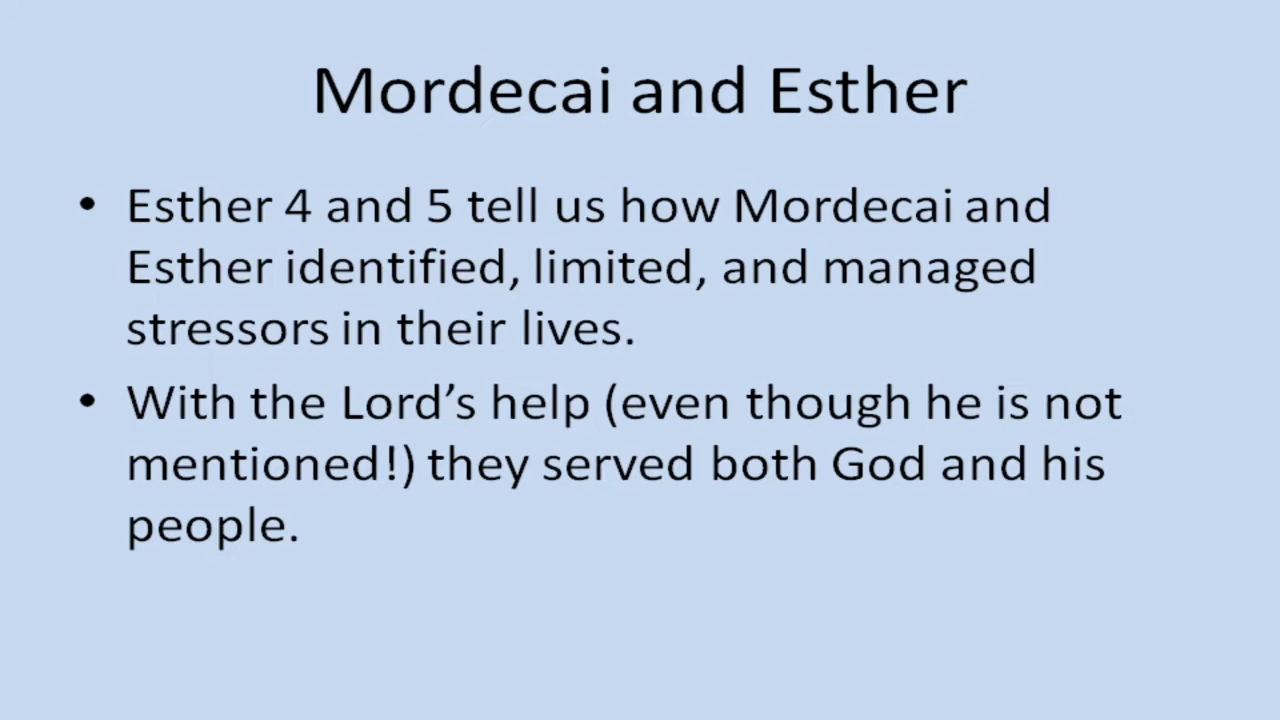 Mordecai and Esther
• Esther 4 and 5 tell us how Mordecai and
Esther identified, limited, and managed
stressors in their lives.
• With the Lord’s help (even though he is not
mentioned!) they served both God and his
people.